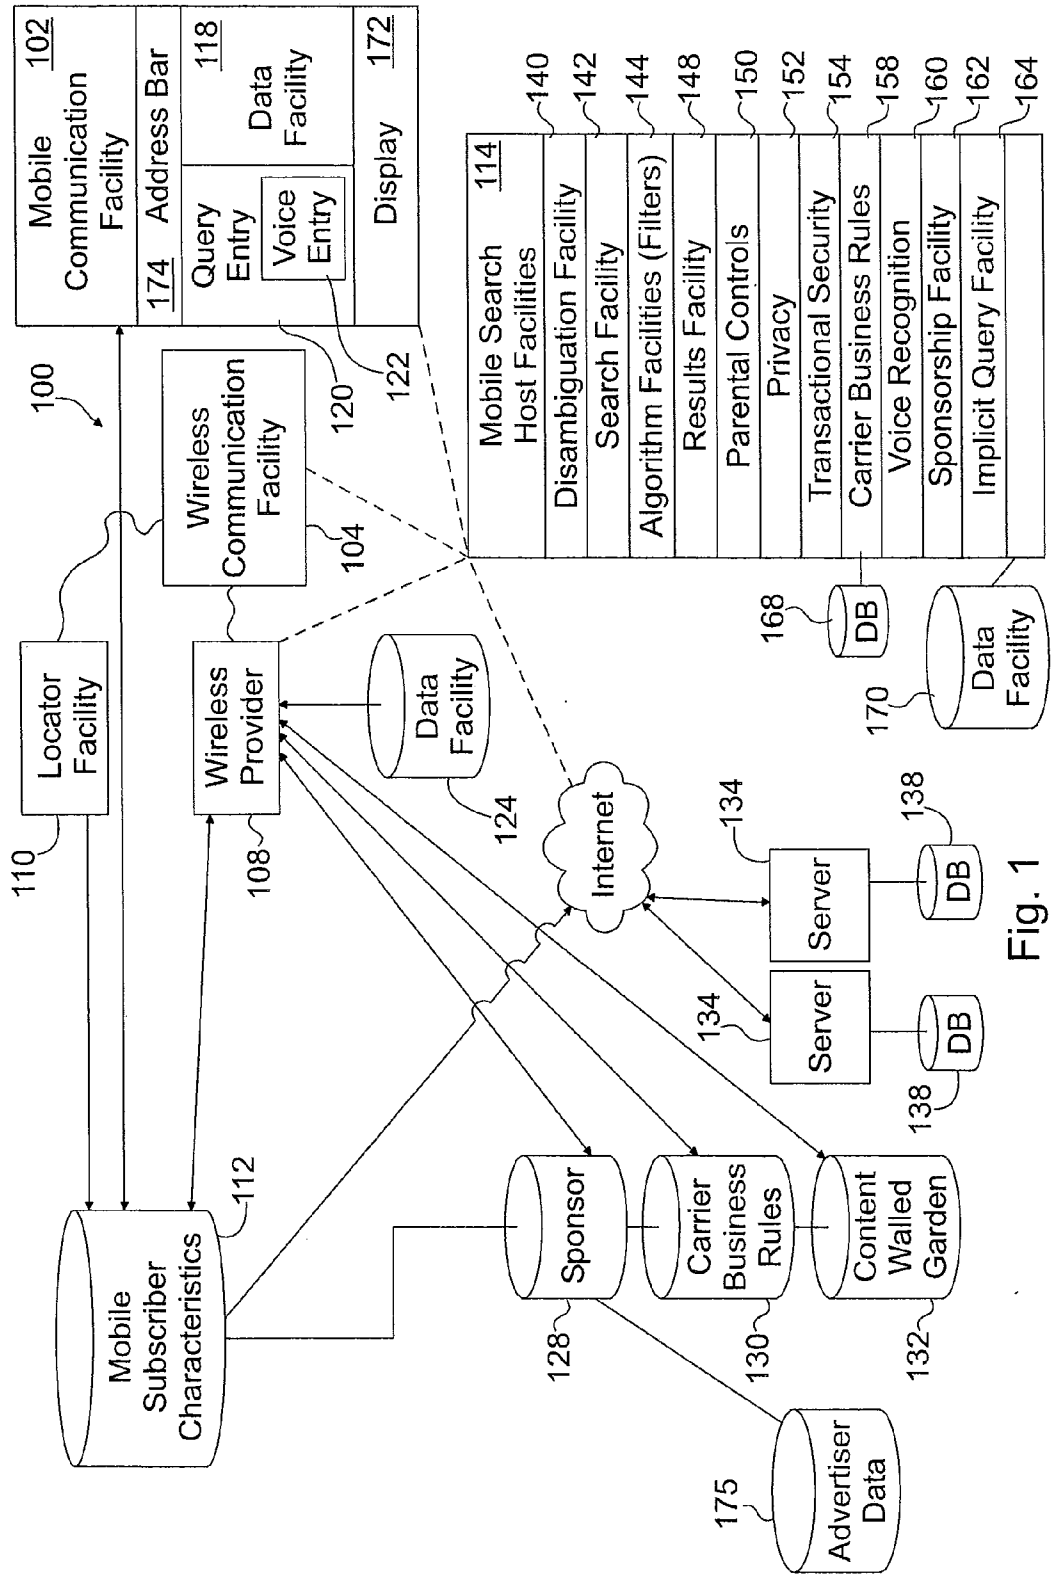 100
Mobile
Communication
Facility
102
174 Address Bar
Query
Entry
Voice
Entry
118
Data
Facility
Display 172
120
122
Wireless
Communication
Facility
104
Locator
Facility
110
Wireless
Provider
108
Data
Facility
124
Mobile
Subscriber
Characteristics
112
Mobile Search
Host Facilities
114
Disambiguation Facility
140
Search Facility
142
Algorithm Facilities (Filters)
144
Results Facility
148
Parental Controls
150
Privacy
152
Transactional Security
154
Carrier Business Rules
158
Voice Recognition
160
Sponsorship Facility
162
Implicit Query Facility
164
168
DB
170
Data
Facility
Internet
134
Server
138
DB
134
Server
138
DB
Sponsor
128
Carrier
Business
Rules
130
Content
Walled
Garden
132
175
Advertiser
Data
Fig. 1